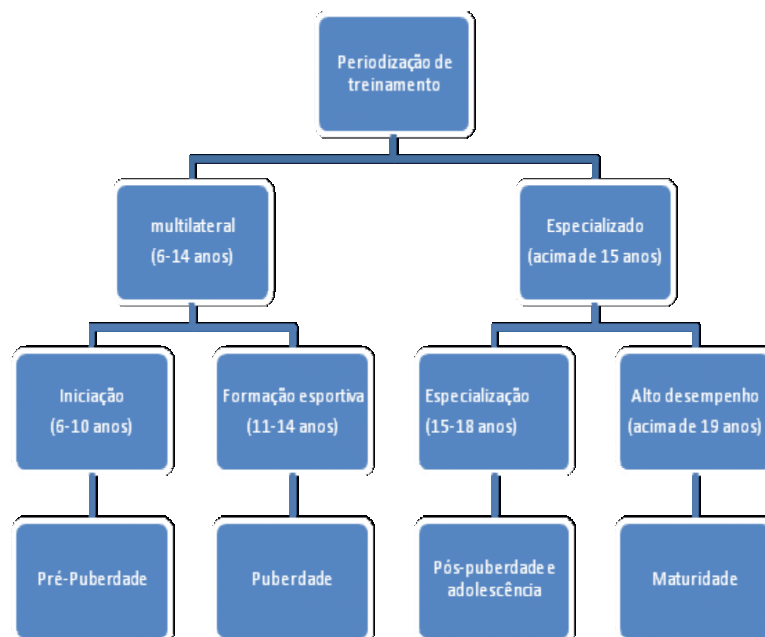 Periodização de
treinamento
multilateral
(6-14 anos)
Especializado
(acima de 15 anos)
Iniciação
(6-10 anos)
Formação esportiva
(11-14 anos)
Especialização
(15-18 anos)
Alto desempenho
(acima de 19 anos)
Pré-Puberdade
Puberdade
Pós-puberdade e
adolescência
Maturidade